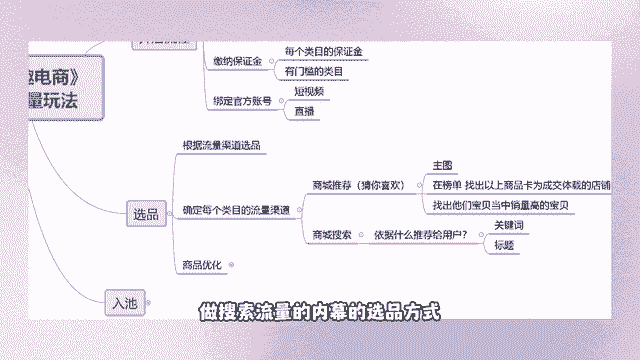 缴纳保证金
每个类目的保证金
有门槛的类目
绑定官方账号
短视频
直播
电商》
量玩法
选品
根据流量渠道选品
确定每个类目的流量渠道
商城推荐（猜你喜欢）
主图
在榜单 找出以上商品卡为成交体载的店铺
找出他们宝贝当中销量高的宝贝
商城搜索
依据什么推荐给用户？
关键词
标题
商品优化
入池
做搜索流量的内幕的选品方式